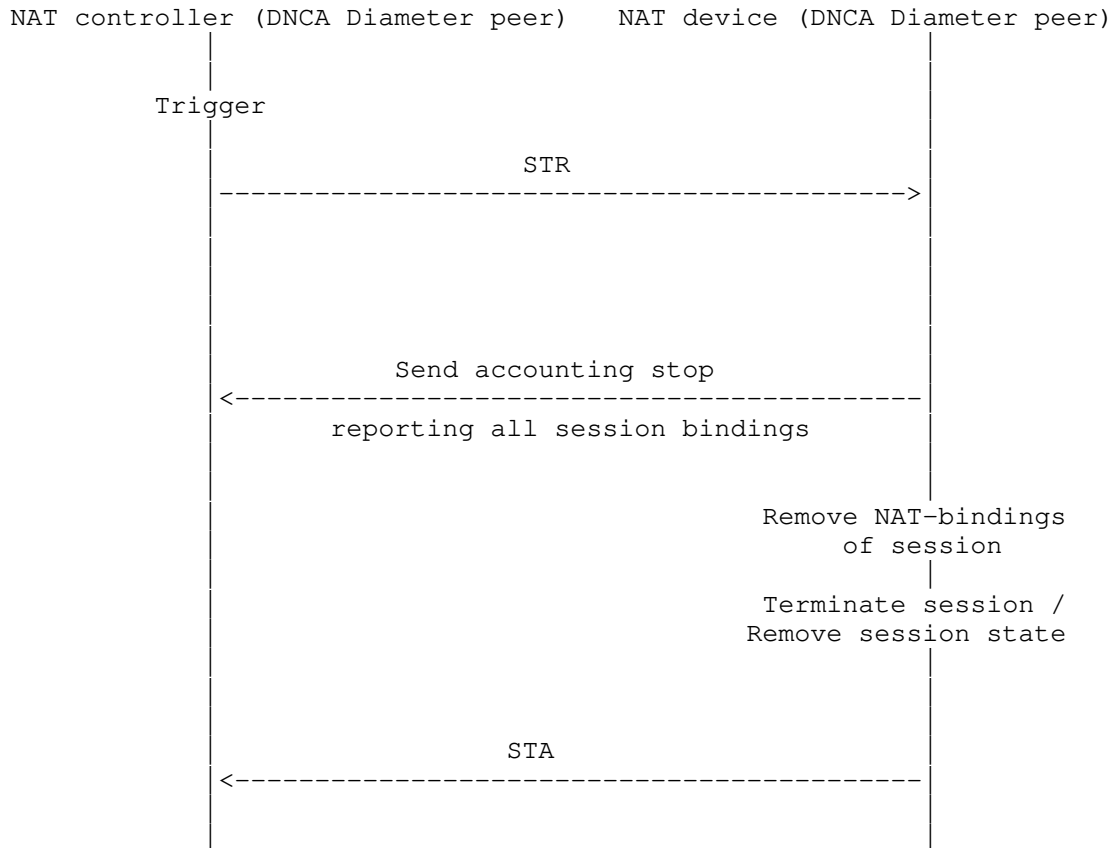 NAT controller (DNCA Diameter peer) NAT device (DNCA Diameter peer)
Trigger
STR
Send accounting stop
reporting all session bindings
Remove NAT-bindings
of session
Terminate session /
Remove session state
STA